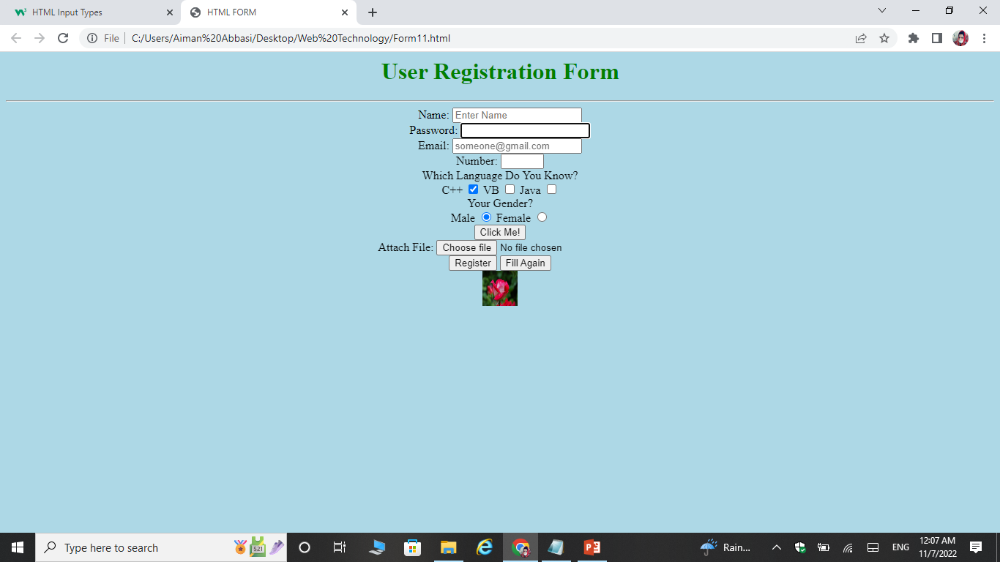 HTML Input Types
HTML FORM
File
C:/Users/Aiman%20Abbasi/Desktop/Web%20Technology/Form11.html
User Registration Form
Name: Enter Name
Password:
Email: someone@gmail.com
Number:
Which Language Do You Know?
C++ VB Java
Your Gender?
Male Female
Click Me!
Attach File: Choose file No file chosen
Register Fill Again
Type here to search
521
Rain...
ENG
12:07 AM
11/7/2022